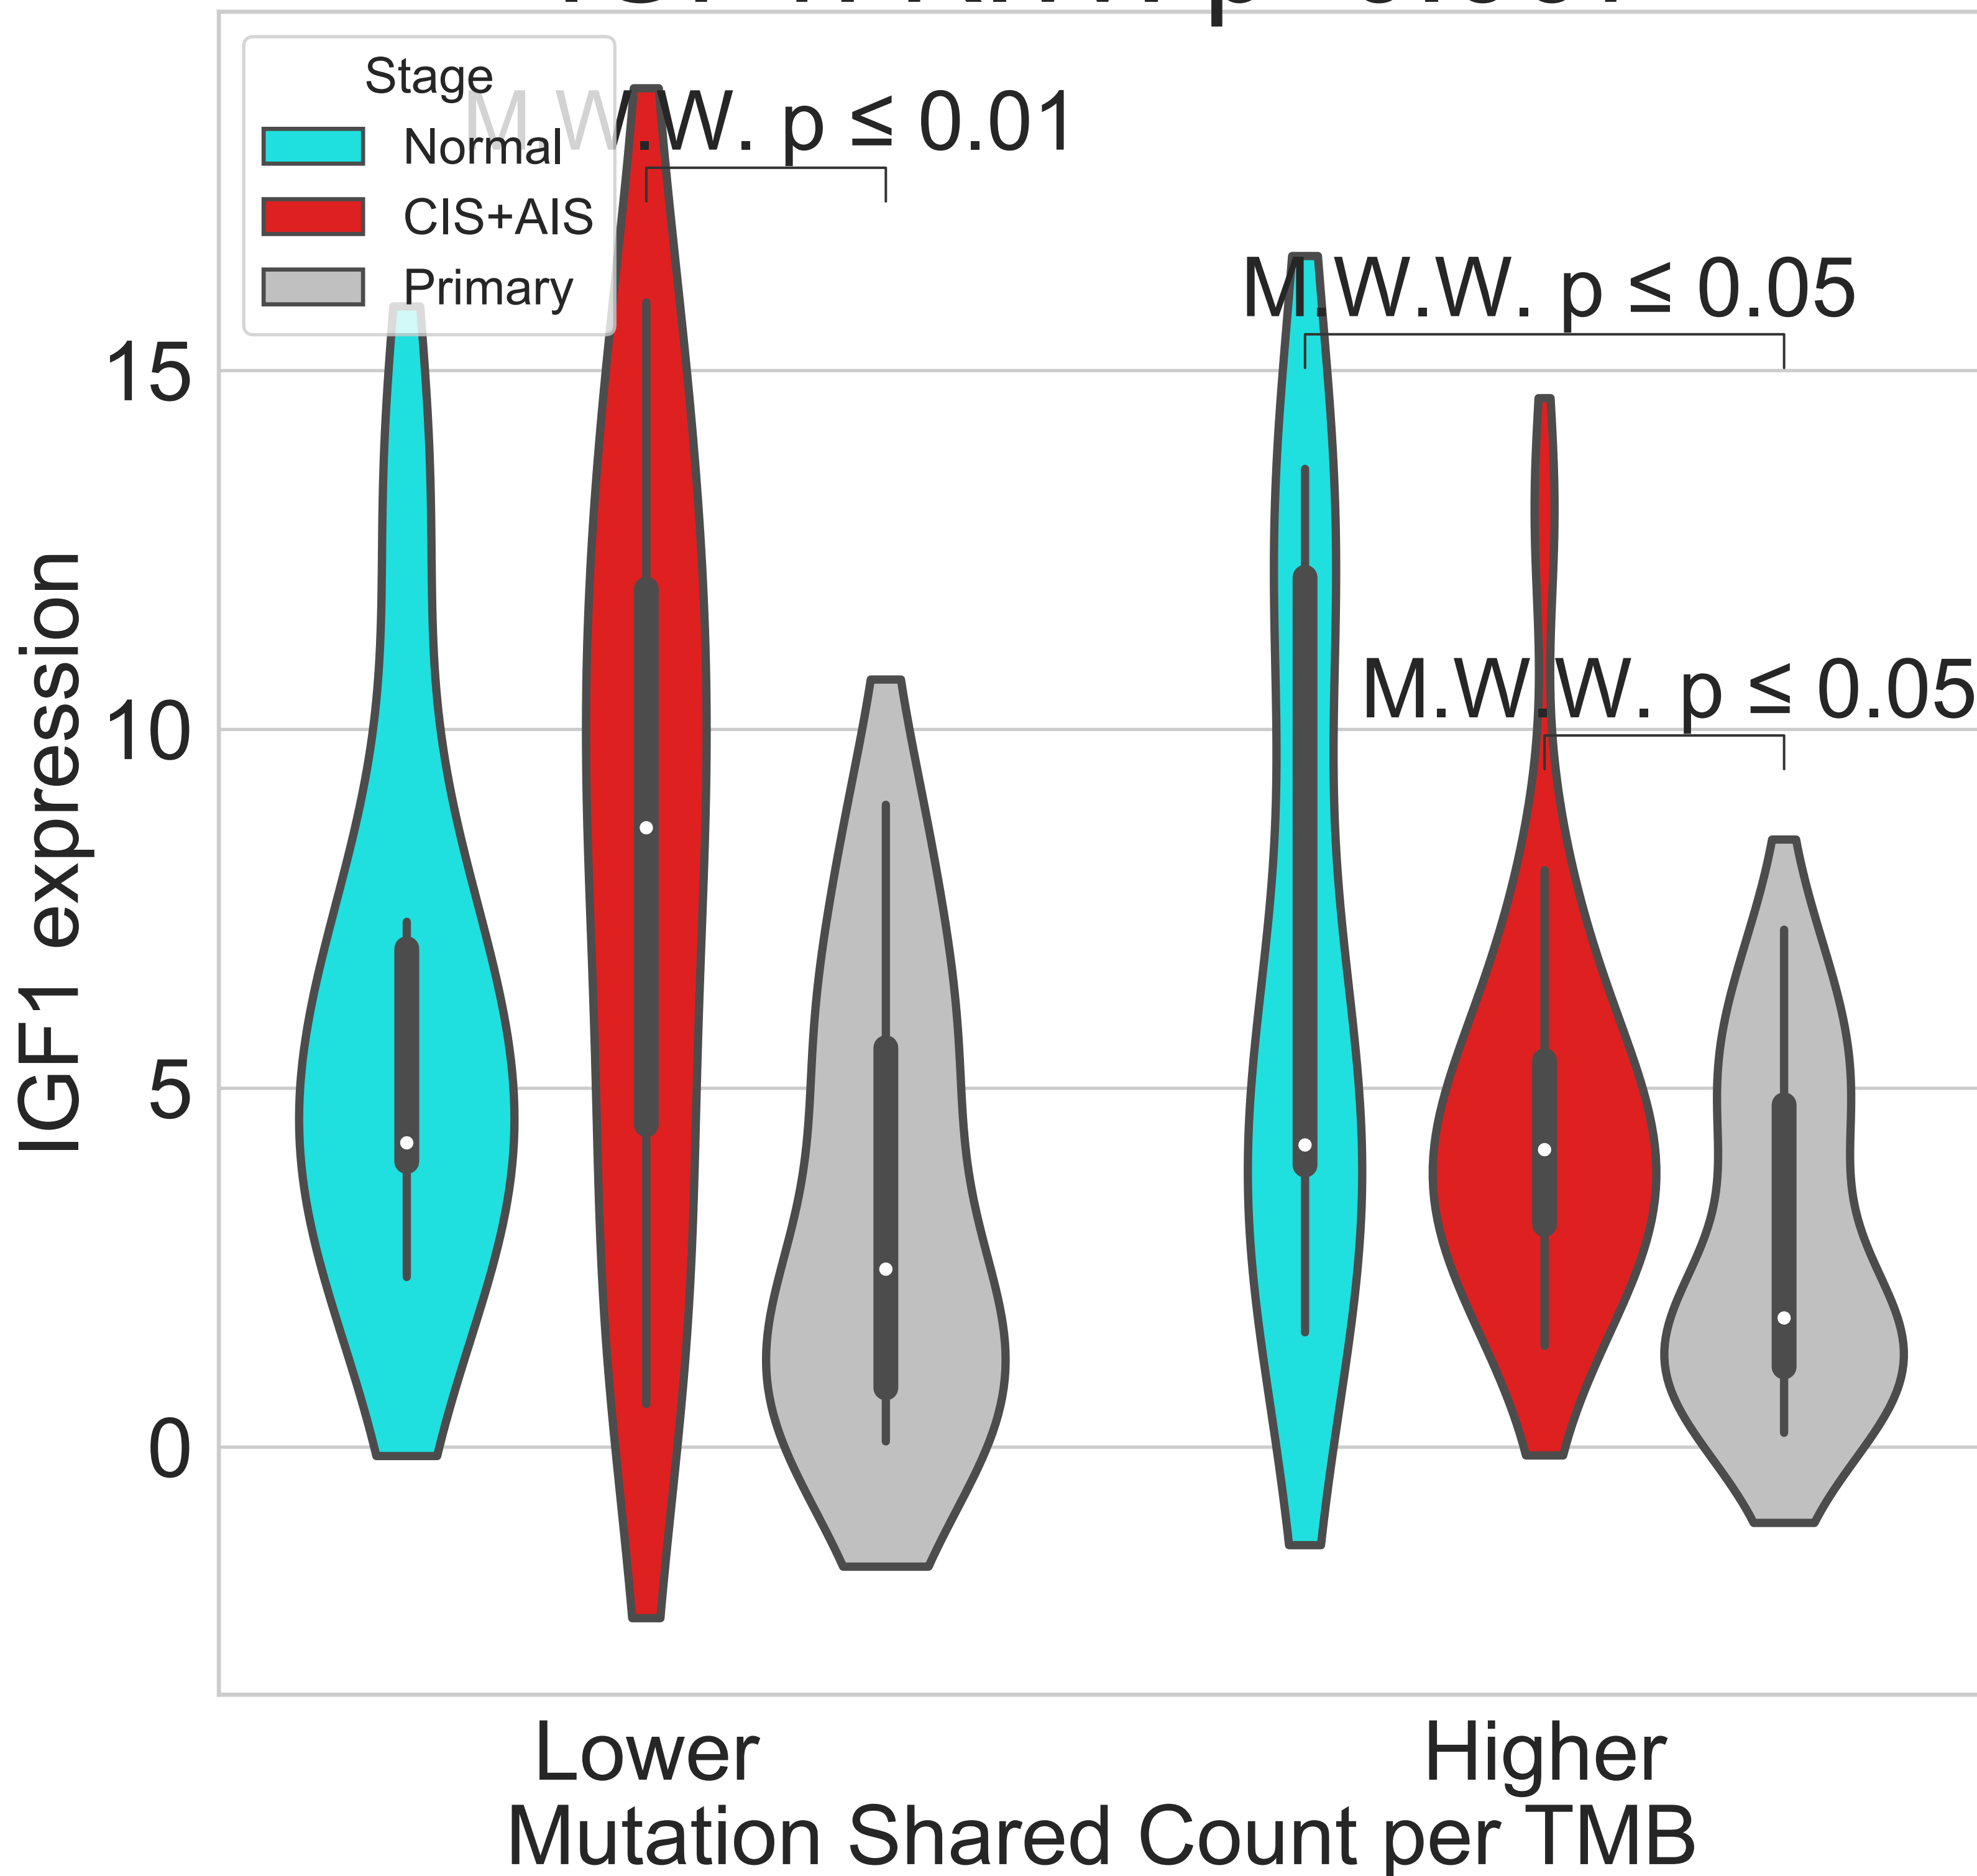 Stage
Normal
CIS+AIS
Primary
M.W.W. p ≤ 0.01
M.W.W. p ≤ 0.05
M.W.W. p ≤ 0.05
15
10
5
0
IGF1 expression
Lower
Higher
Mutation Shared Count per TMB